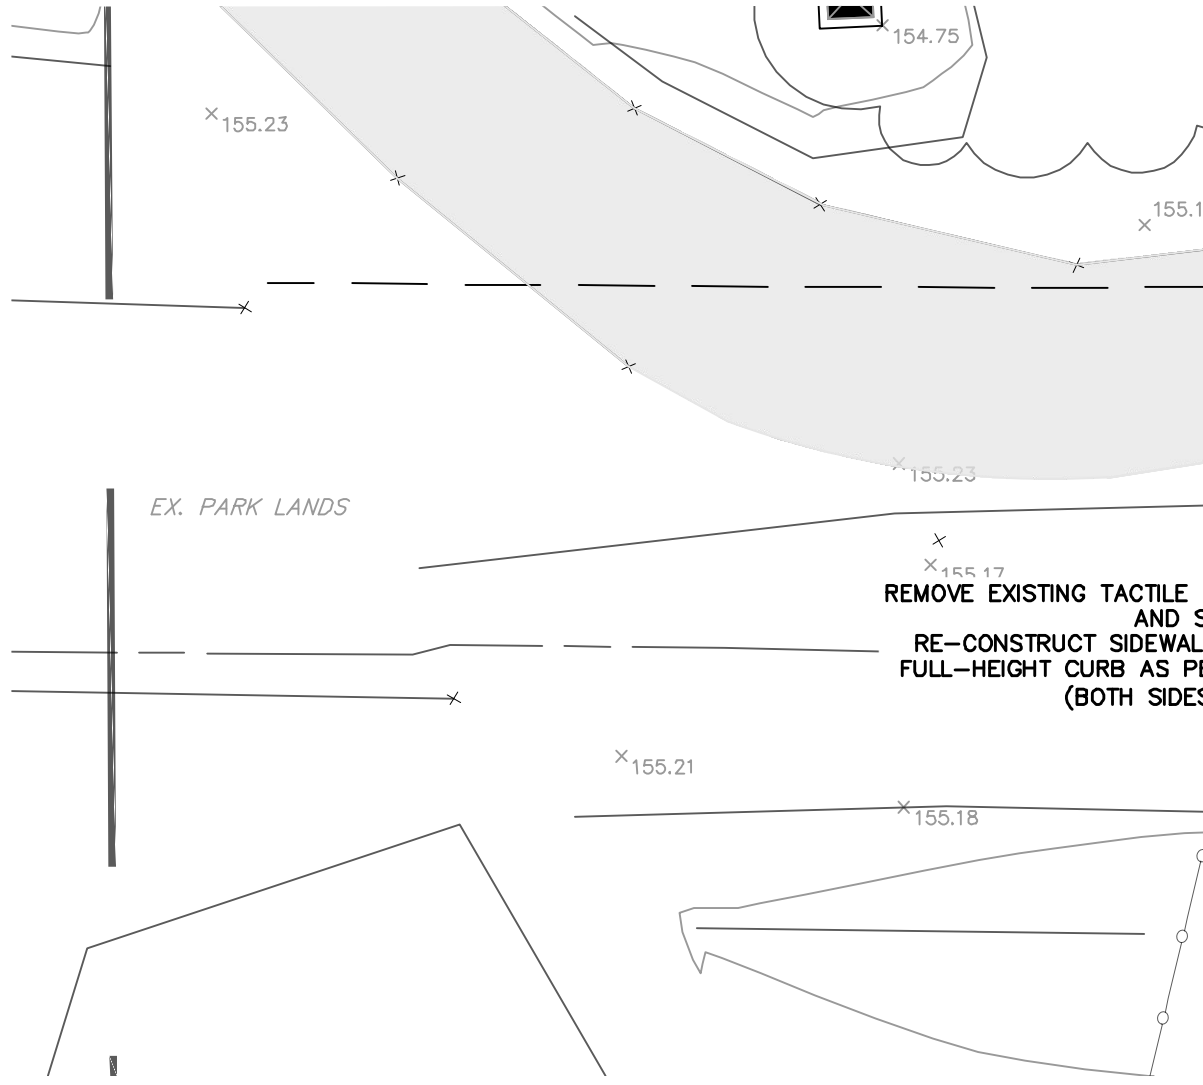 154.75
155.23
155.1
155.23
EX. PARK LANDS
155.17
REMOVE EXISTING TACTILE
AND S
RE-CONSTRUCT SIDEWAL
FULL-HEIGHT CURB AS PE
(BOTH SIDES
155.21
155.18